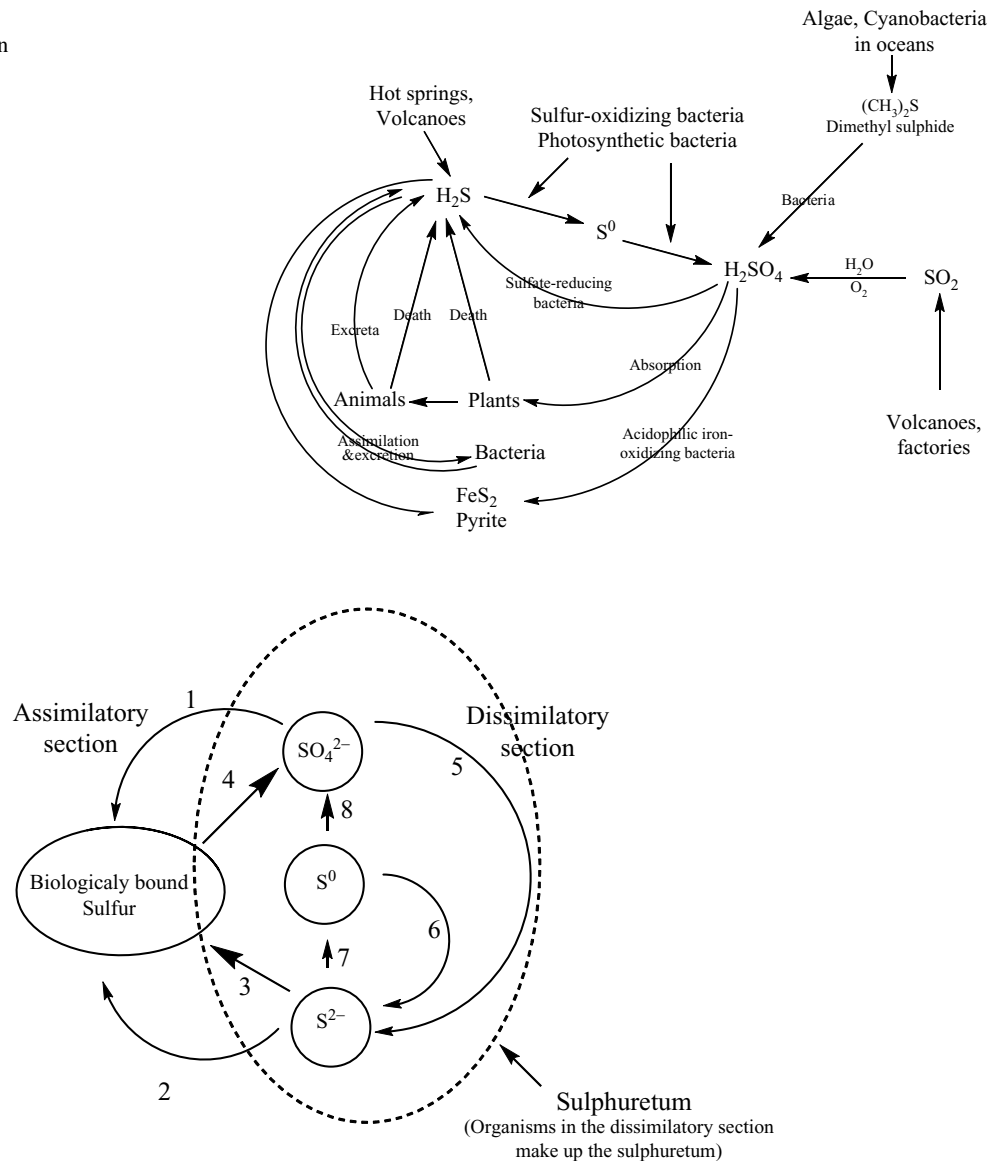 n
Algae, Cyanobacteria
in oceans
(CH3)2S
Dimethyl sulphide
Hot springs,
Volcanoes
Sulfur-oxidizing bacteria
Photosynthetic bacteria
Bacteria
H2S
S0
H2SO4
H2O
O2
SO2
Sulfate-reducing
bacteria
Excreta
Death
Death
Absorption
Animals
Plants
Volcanoes,
factories
Assimilation
&excretion
Bacteria
Acidophilic iron-
oxidizing bacteria
FeS2
Pyrite
Assimilatory
section
1
Dissimilatory
section
SO4 2–
4
5
8
Biologicaly bound
Sulfur
S0
6
7
3
S2–
2
Sulphuretum
(Organisms in the dissimilatory section
make up the sulphuretum)